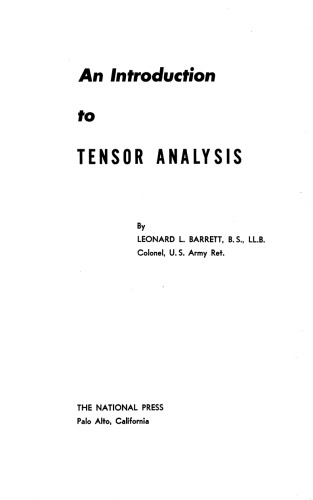 An Introduction
to
TENSOR ANALYSIS
By
LEONARD L. BARRETT, B.S., LL.B.
Colonel, U.S. Army Ret.
THE NATIONAL PRESS
Palo Alto, California